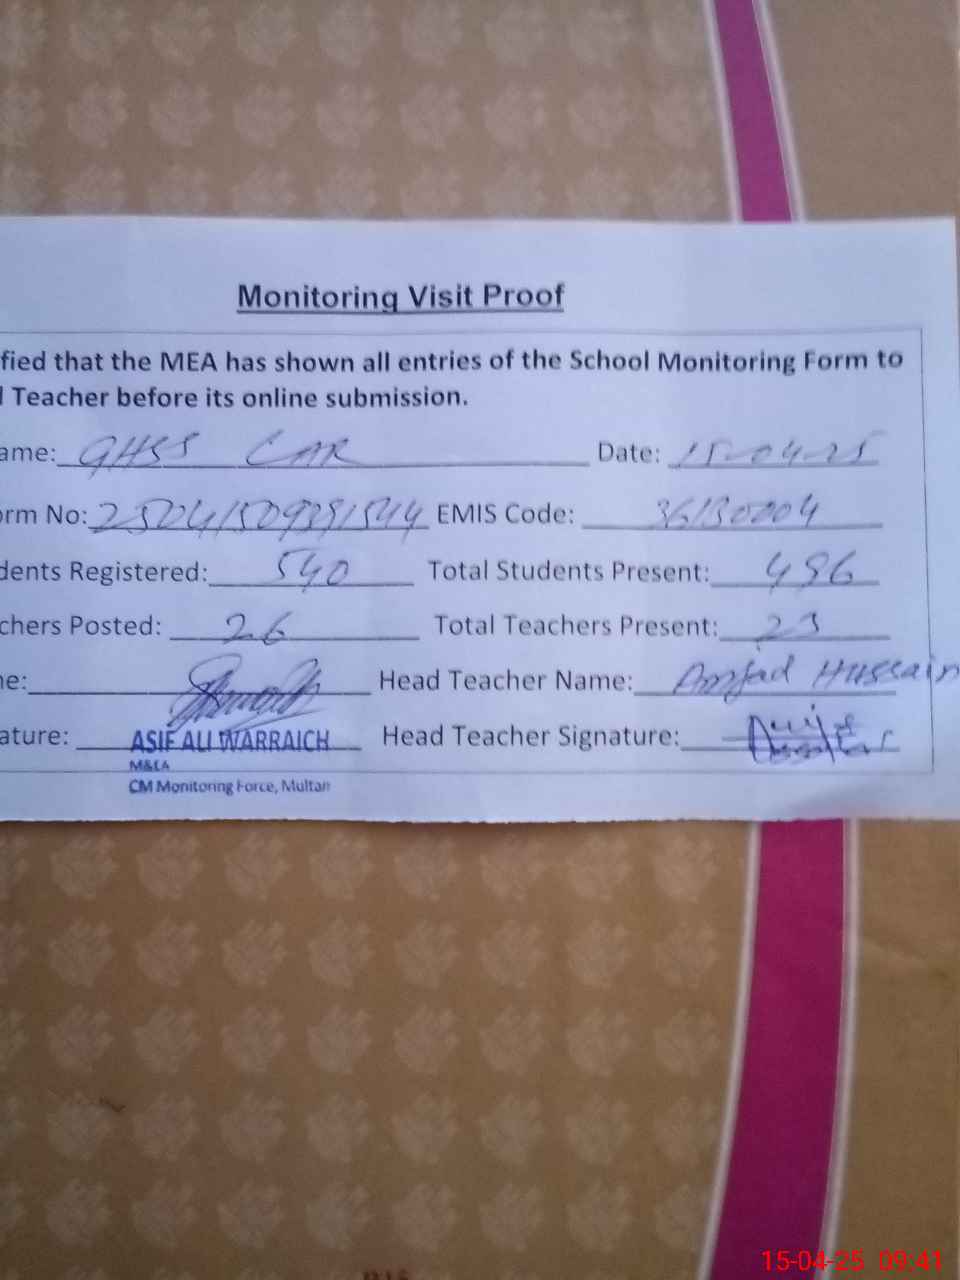 Monitoring Visit Proof
fied that the MEA has shown all entries of the School Monitoring Form to
Teacher before its online submission.
ame: GHSS CAR Date: 15-04-25
orm No: EMIS Code: 36130004
dents Registered: 540 Total Students Present: 496
chers Posted: 26 Total Teachers Present: 23
ne: Head Teacher Name: Amjad Hussain
ature: Head Teacher Signature:
ASIF ALI WARRAICH
M&EA
CM Monitoring Force, Multan
15-04-25 09:41